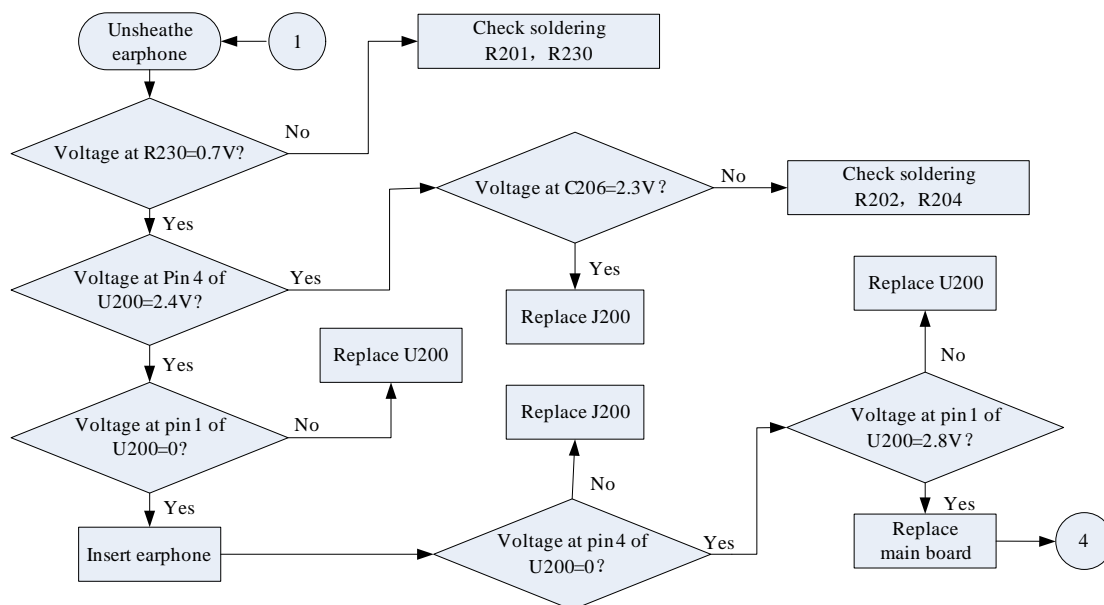 Unsheathe
earphone
1
Check soldering
R201，R230
No
Voltage at R230=0.7V?
Yes
Voltage at C206=2.3V?
No
Check soldering
R202，R204
Voltage at Pin 4 of
U200=2.4V?
Yes
Yes
Replace J200
Replace U200
Yes
Replace U200
No
Voltage at pin 1 of
U200=0?
No
Replace J200
Voltage at pin 1 of
U200=2.8V?
Yes
No
Insert earphone
Voltage at pin 4 of
U200=0?
Yes
Yes
Replace
main board
4